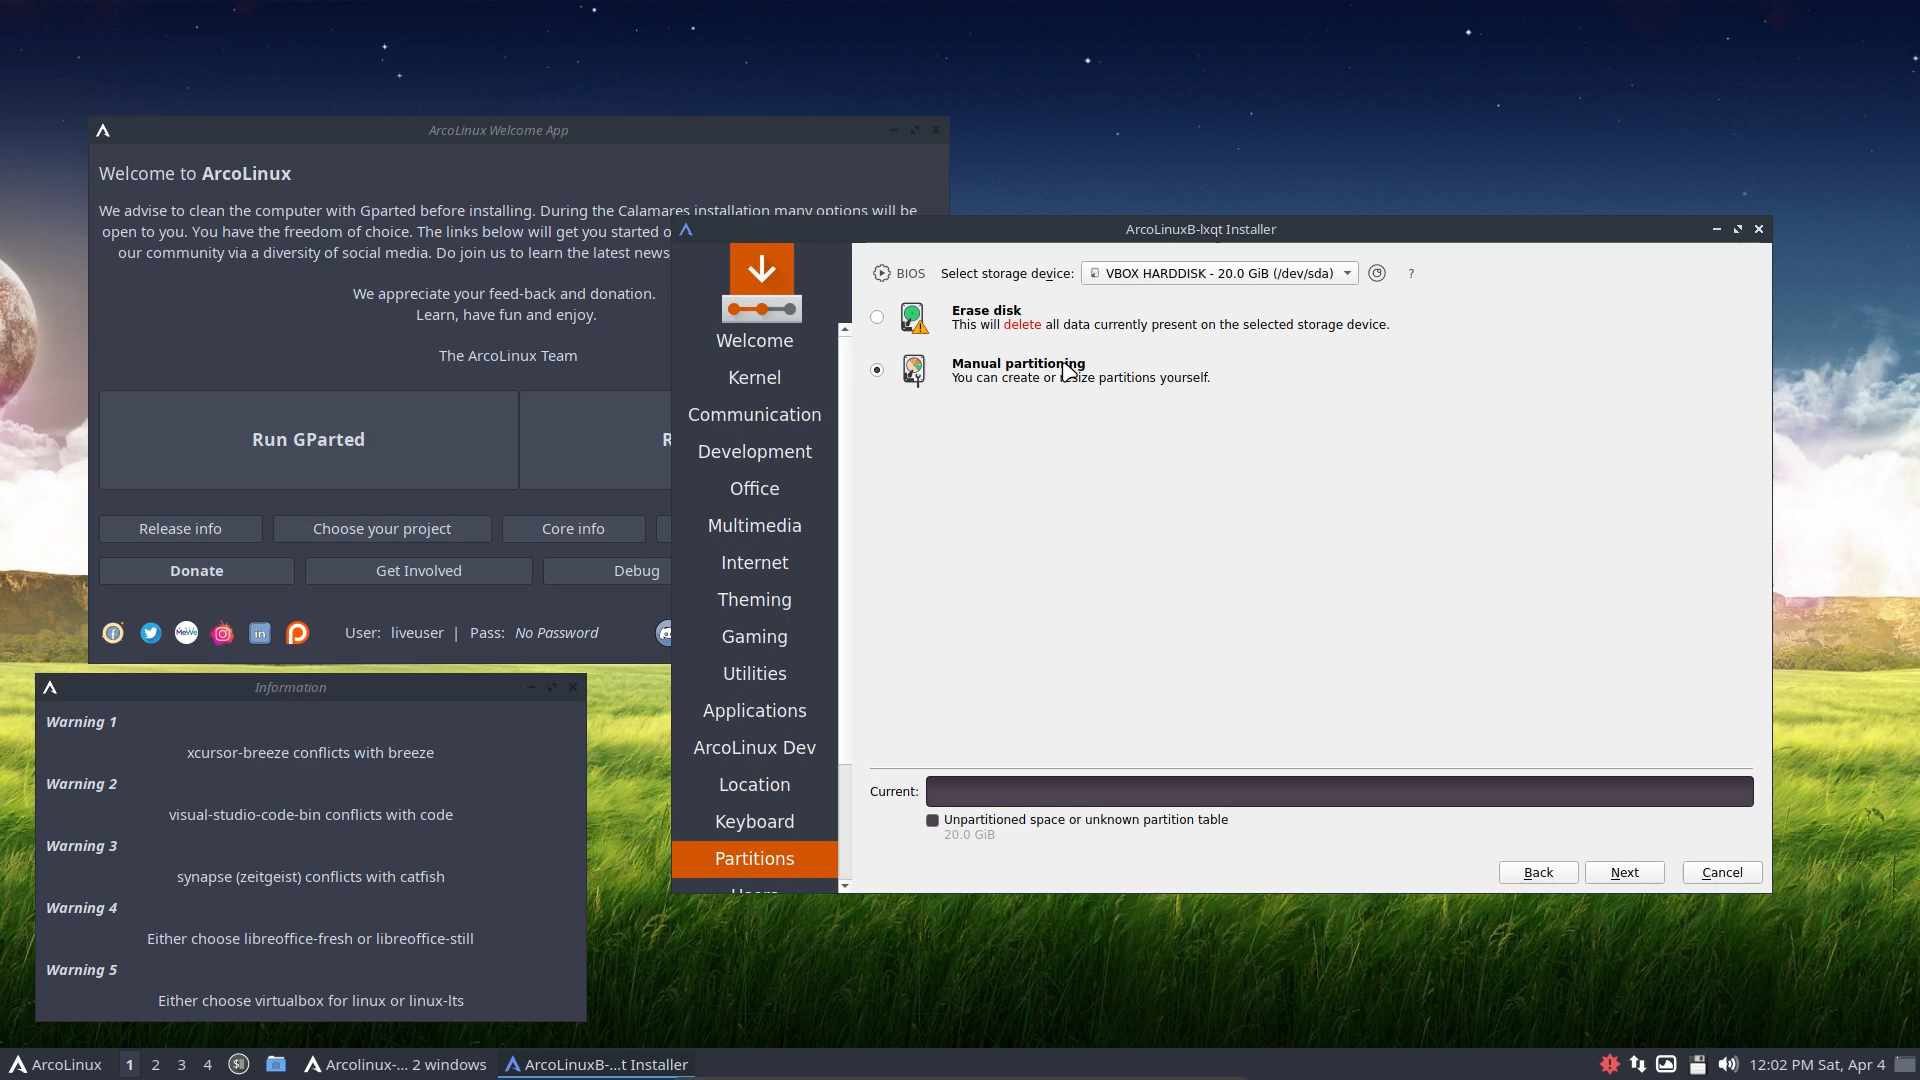 ArcoLinux Welcome App
Welcome to ArcoLinux
We advise to clean the computer with Gparted before installing. During the Calamares installation many options will be
open to you. You have the freedom of choice. The links below will get you started o
our community via a diversity of social media. Do join us to learn the latest news
We appreciate your feed-back and donation.
Learn, have fun and enjoy.
The ArcoLinux Team
Run GParted
R
Release info
Choose your project
Core info
Donate
Get Involved
Debug
MeWe
in
User: liveuser | Pass: No Password
Information
Warning 1
xcursor-breeze conflicts with breeze
Warning 2
visual-studio-code-bin conflicts with code
Warning 3
synapse (zeitgeist) conflicts with catfish
Warning 4
Either choose libreoffice-fresh or libreoffice-still
Warning 5
Either choose virtualbox for linux or linux-lts
ArcoLinuxB-lxqt Installer
Welcome
Kernel
Communication
Development
Office
Multimedia
Internet
Theming
Gaming
Utilities
Applications
ArcoLinux Dev
Location
Keyboard
Partitions
BIOS
Select storage device:
VBOX HARDDISK - 20.0 GiB (/dev/sda)
?
Erase disk
This will delete all data currently present on the selected storage device.
Manual partitioning
You can create or resize partitions yourself.
Current:
Unpartitioned space or unknown partition table
20.0 GiB
Back
Next
Cancel
ArcoLinux
1
2
3
4
Arcolinux-... 2 windows
ArcoLinuxB-...t Installer
12:02 PM Sat, Apr 4